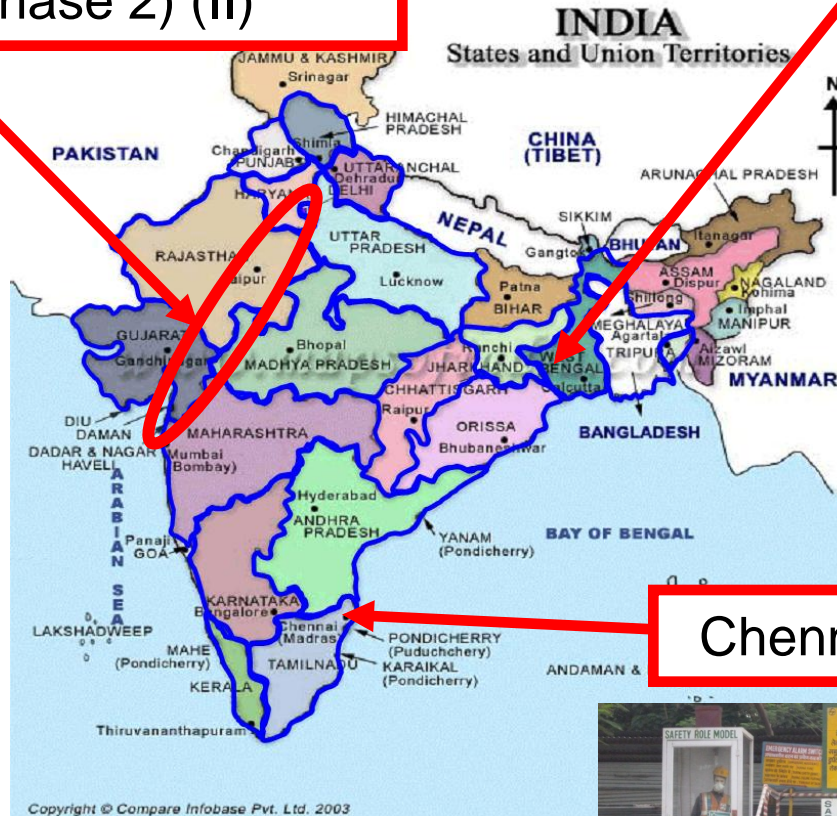 hase 2) (II)
INDIA
States and Union Territories
N
JAMMU & KASHMIR
Srinagar
HIMACHAL
PRADESH
PAKISTAN
Chandigarh
Shimla
PUNJAB
UTTARANCHAL
Dehradun
CHINA
(TIBET)
ARUNACHAL PRADESH
HARYANA
DELHI
NEPAL
SIKKIM
Gangtok
BHUTAN
Itanagar
RAJASTHAN
Jaipur
UTTAR
PRADESH
Lucknow
Patna
BIHAR
ASSAM
Dispur
NAGALAND
Kohima
Shillong
MEGHALAYA
Imphal
MANIPUR
Agartala
TRIPURA
Aizawl
MIZORAM
GUJARAT
Gandhinagar
Bhopal
MADHYA PRADESH
Ranchi
JHARKHAND
WEST
BENGAL
Calcutta
MYANMAR
CHHATTISGARH
Raipur
DIU
DAMAN
DADAR & NAGAR
HAVELI
MAHARASHTRA
Mumbai
(Bombay)
ORISSA
Bhubaneshwar
BANGLADESH
ARABIAN SEA
Hyderabad
ANDHRA
PRADESH
YANAM
(Pondicherry)
BAY OF BENGAL
Panaji
GOA
KARNATAKA
Bangalore
Chennai
(Madras)
Chenn
LAKSHADWEEP
MAHE
(Pondicherry)
PONDICHERRY
(Puduchchery)
TAMILNADU
KARAIKAL
(Pondicherry)
ANDAMAN &
KERALA
Thiruvananthapuram
SAFETY ROLE MODEL
Copyright © Compare Infobase Pvt. Ltd. 2003